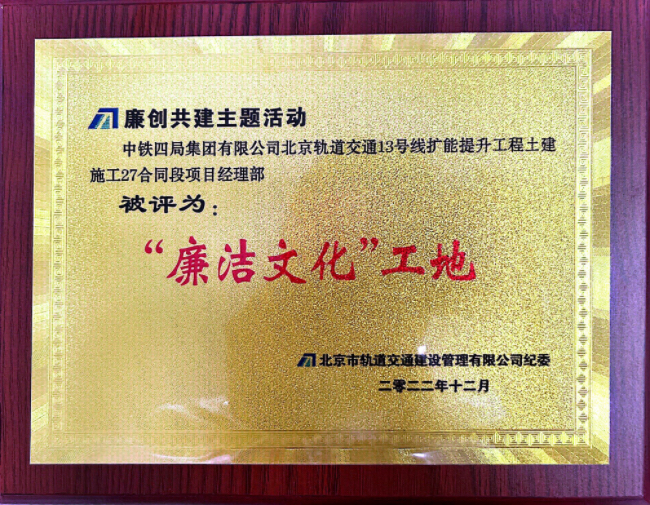 廉创共建主题活动
中铁四局集团有限公司北京轨道交通13号线扩能提升工程土建
施工27合同段项目经理部
被评为：
“廉洁文化”工地
北京市轨道交通建设管理有限公司纪委
二零二二年十二月